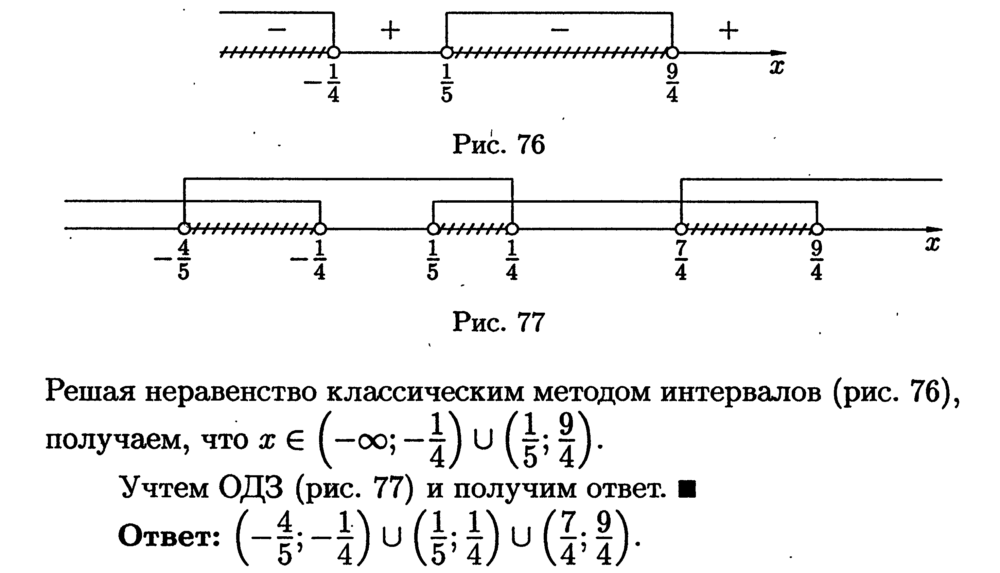 − + − +
−1/4 1/5 9/4 x
Рис. 76
−4/5 −1/4 1/5 1/4 7/4 9/4 x
Рис. 77
Решая неравенство классическим методом интервалов (рис. 76),
получаем, что x ∈ (−∞; −1/4) ∪ (1/5; 9/4).
Учтем ОДЗ (рис. 77) и получим ответ. ■
Ответ: (−4/5; −1/4) ∪ (1/5; 1/4) ∪ (7/4; 9/4).